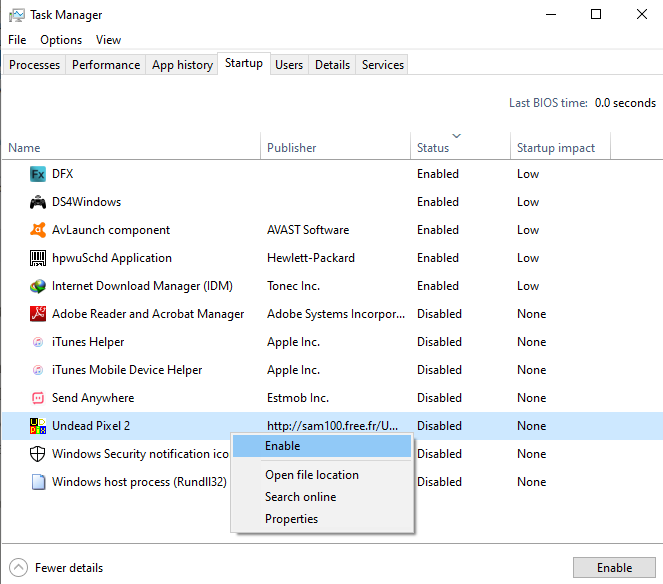 Task Manager
File Options View
Processes Performance App history Startup Users Details Services
Last BIOS time: 0.0 seconds
Name Publisher Status Startup impact
Fx DFX Enabled Low
DS4Windows Enabled Low
AvLaunch component AVAST Software Enabled Low
hpwuSchd Application Hewlett-Packard Enabled Low
Internet Download Manager (IDM) Tonec Inc. Enabled Low
Adobe Reader and Acrobat Manager Adobe Systems Incorpor... Disabled None
iTunes Helper Apple Inc. Disabled None
iTunes Mobile Device Helper Apple Inc. Disabled None
Send Anywhere Estmob Inc. Disabled None
Undead Pixel 2 http://sam100.free.fr/U... Disabled None
Enable
Windows Security notification ico Disabled None
Open file location
Windows host process (Rundll32) Disabled None
Search online
Properties
Fewer details Enable